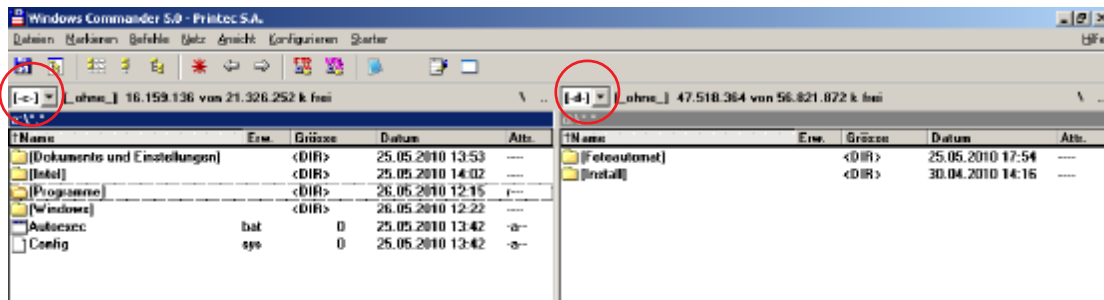 Windows Commander 5.0 - Printec S.A.
Dateien Markieren Befehle Netz Ansicht Konfigurieren Starter Hilfe
[-c-] [_ohne_] 16.159.136 von 21.326.252 k frei \ ..
[-d-] [_ohne_] 47.518.364 von 56.821.872 k frei \ ..
c:\*.*
d:\*.*
↑Name Erw. Grösse Datum Attr.
[Dokumente und Einstellungen] <DIR> 25.05.2010 13:53 ----
[Intel] <DIR> 25.05.2010 14:02 ----
[Programme] <DIR> 26.05.2010 12:15 r---
[Windows] <DIR> 26.05.2010 12:22 ----
Autoexec bat 0 25.05.2010 13:42 -a--
Config sys 0 25.05.2010 13:42 -a--
↑Name Erw. Grösse Datum Attr.
[Fotoautomat] <DIR> 25.05.2010 17:54 ----
[Install] <DIR> 30.04.2010 14:16 ----